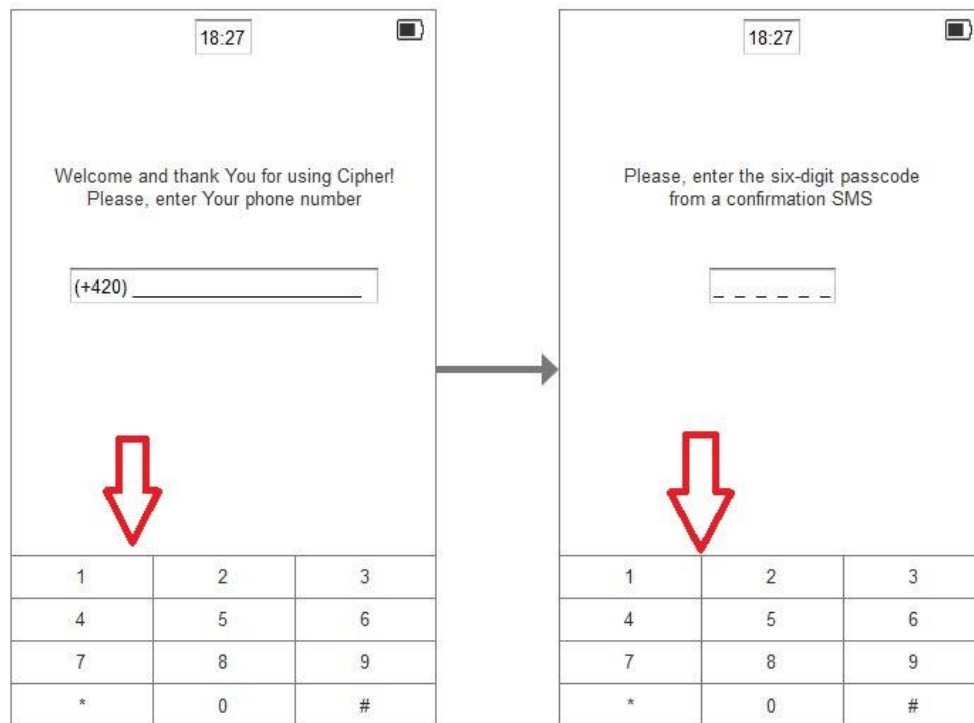 18:27
Welcome and thank You for using Cipher!
Please, enter Your phone number
(+420) ____________________
1 2 3
4 5 6
7 8 9
* 0 #
18:27
Please, enter the six-digit passcode
from a confirmation SMS
_ _ _ _ _ _
1 2 3
4 5 6
7 8 9
* 0 #